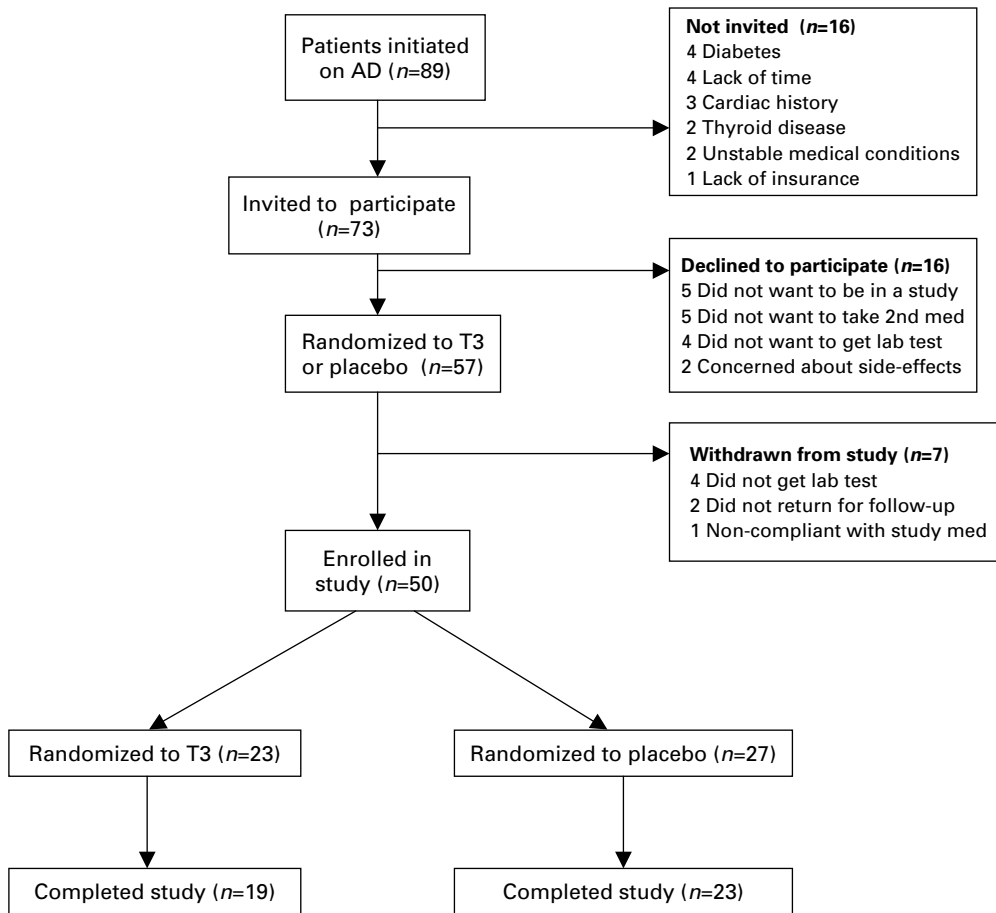 Patients initiated
on AD (n=89)
Not invited (n=16)
4 Diabetes
4 Lack of time
3 Cardiac history
2 Thyroid disease
2 Unstable medical conditions
1 Lack of insurance
Invited to participate
(n=73)
Declined to participate (n=16)
5 Did not want to be in a study
5 Did not want to take 2nd med
4 Did not want to get lab test
2 Concerned about side-effects
Randomized to T3
or placebo (n=57)
Withdrawn from study (n=7)
4 Did not get lab test
2 Did not return for follow-up
1 Non-compliant with study med
Enrolled in
study (n=50)
Randomized to T3 (n=23)
Randomized to placebo (n=27)
Completed study (n=19)
Completed study (n=23)